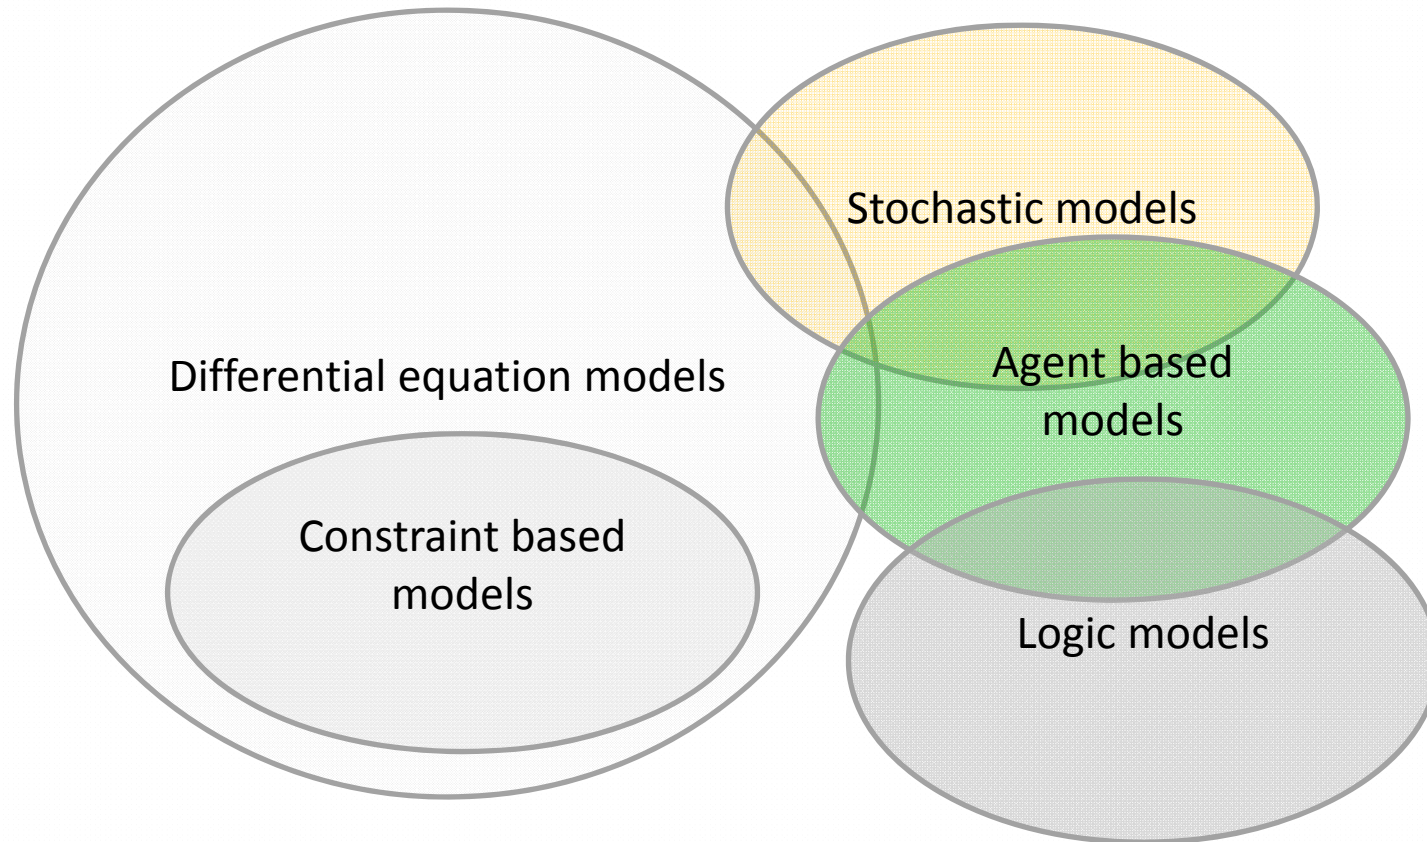 Stochastic models
Differential equation models
Agent based
models
Constraint based
models
Logic models